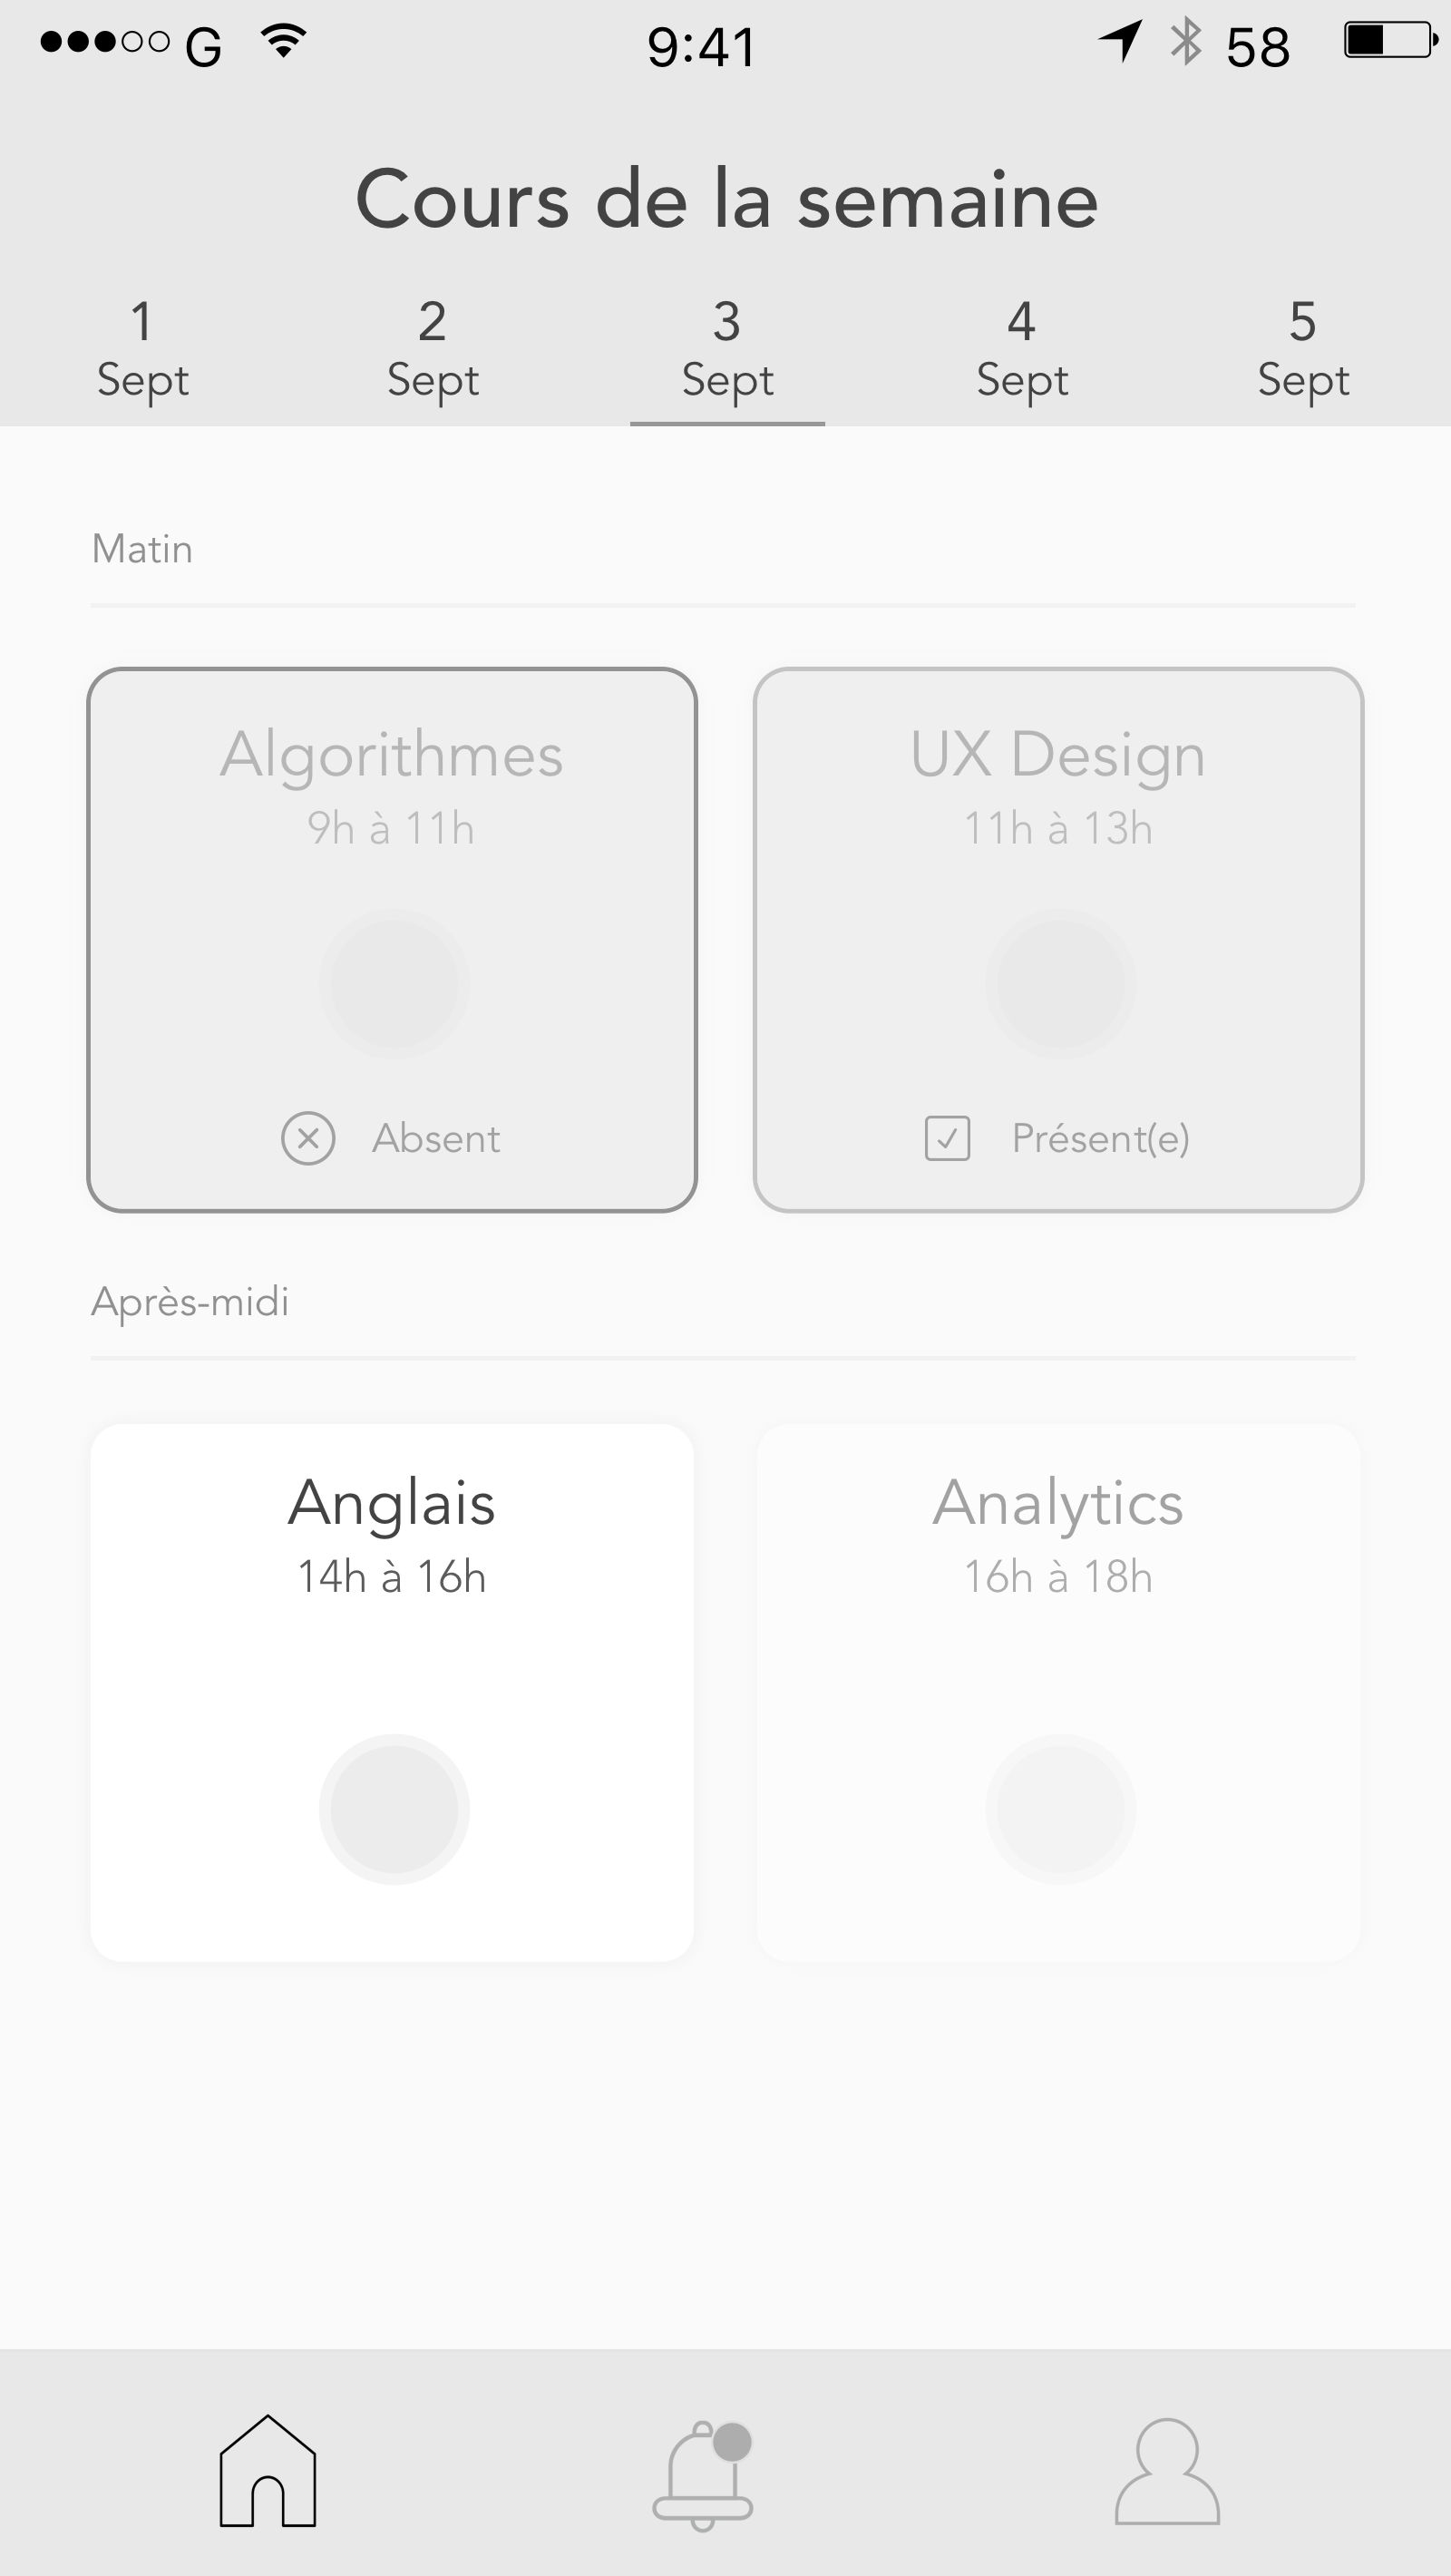 G 9:41 58
Cours de la semaine
1 2 3 4 5
Sept Sept Sept Sept Sept
Matin
Algorithmes
9h à 11h
Absent
UX Design
11h à 13h
Présent(e)
Après-midi
Anglais
14h à 16h
Analytics
16h à 18h